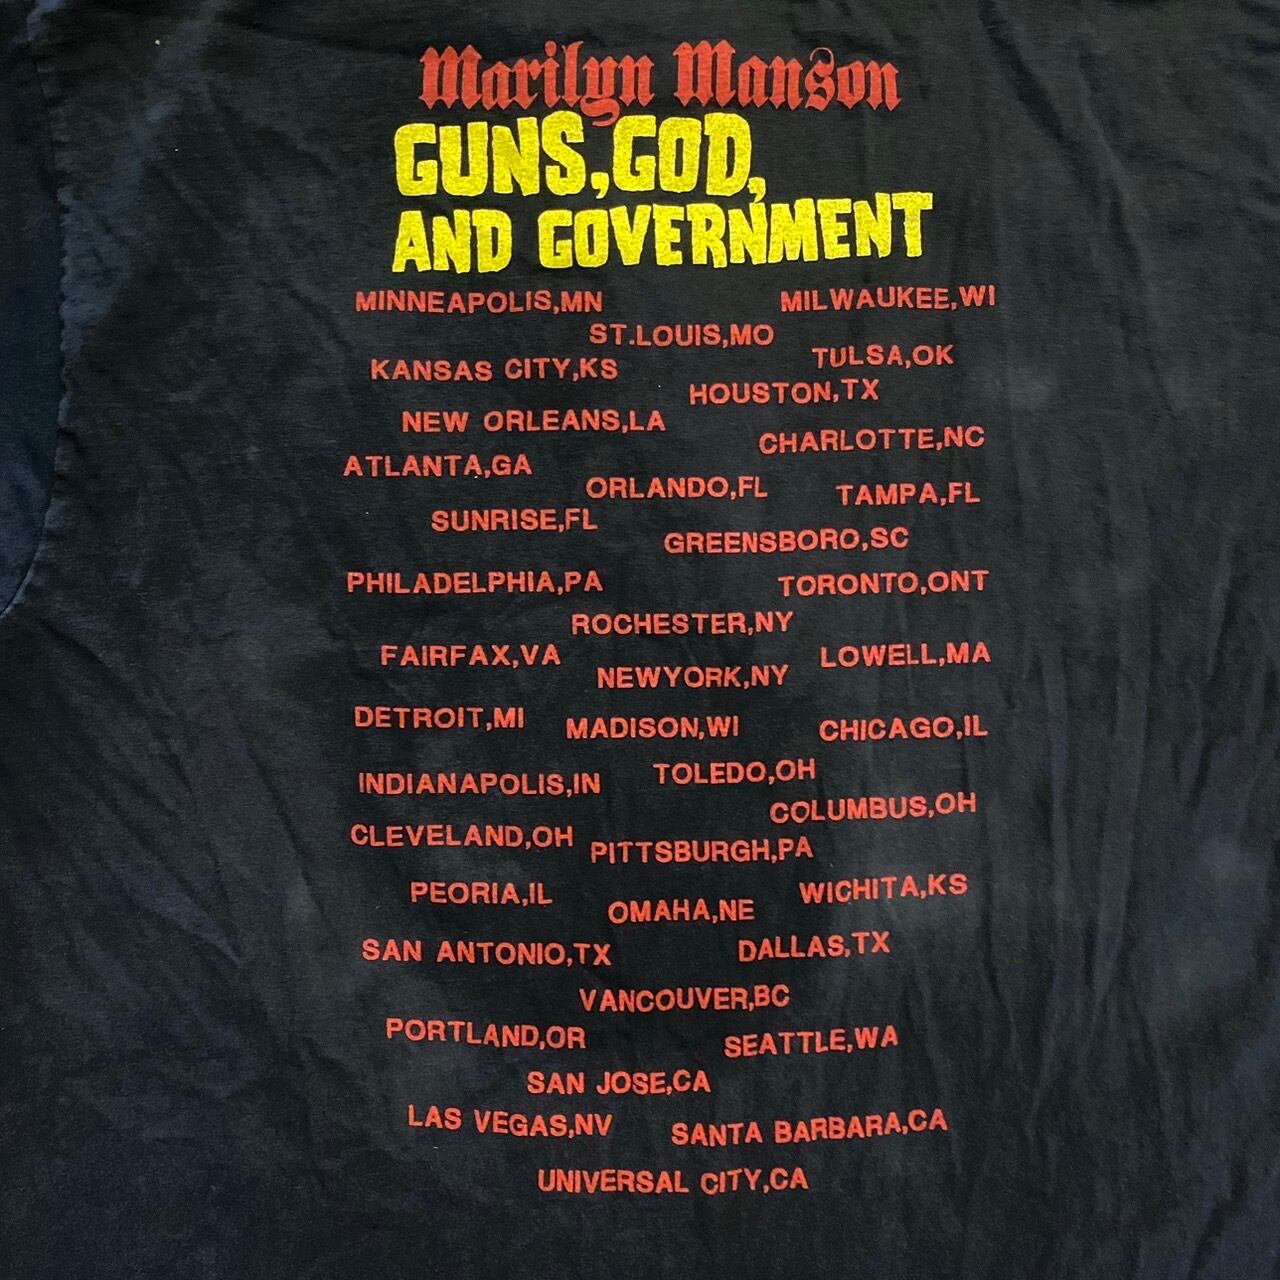 Marilyn Manson
GUNS, GOD,
AND GOVERNMENT
MINNEAPOLIS,MN
MILWAUKEE,WI
ST.LOUIS,MO
KANSAS CITY,KS
TULSA,OK
HOUSTON,TX
NEW ORLEANS,LA
CHARLOTTE,NC
ATLANTA,GA
ORLANDO,FL
TAMPA,FL
SUNRISE,FL
GREENSBORO,SC
PHILADELPHIA,PA
TORONTO,ONT
ROCHESTER,NY
FAIRFAX,VA
LOWELL,MA
NEWYORK,NY
DETROIT,MI
MADISON,WI
CHICAGO,IL
INDIANAPOLIS,IN
TOLEDO,OH
COLUMBUS,OH
CLEVELAND,OH
PITTSBURGH,PA
PEORIA,IL
OMAHA,NE
WICHITA,KS
SAN ANTONIO,TX
DALLAS,TX
VANCOUVER,BC
PORTLAND,OR
SEATTLE,WA
SAN JOSE,CA
LAS VEGAS,NV
SANTA BARBARA,CA
UNIVERSAL CITY,CA